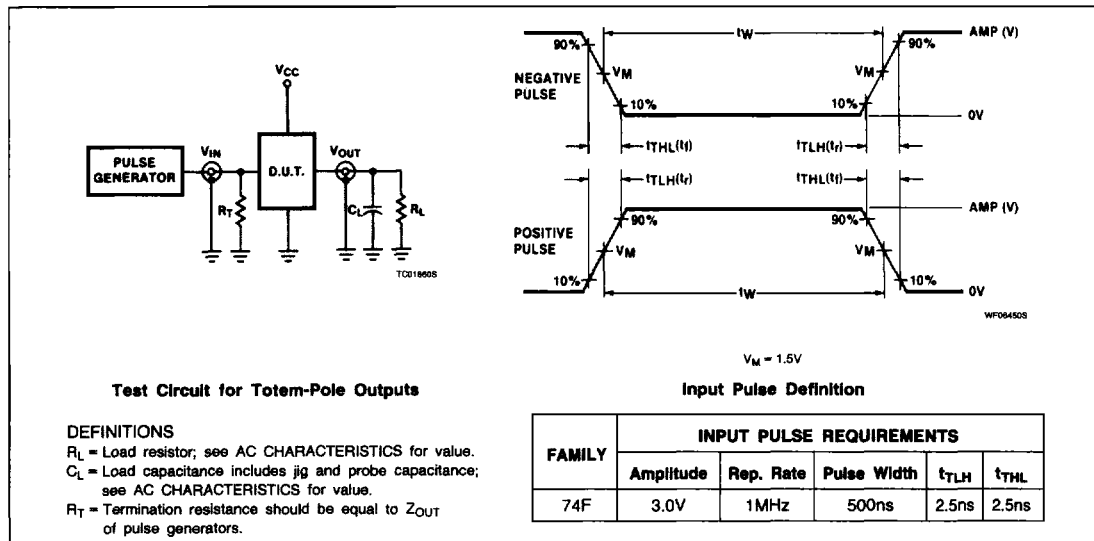 VCC
PULSE
GENERATOR
VIN
D.U.T.
VOUT
RT
CL
RL
TC01860S
NEGATIVE
PULSE
90%
VM
10%
tW
VM
10%
90%
AMP (V)
0V
tTHL(tf)
tTLH(tr)
tTLH(tr)
tTHL(tf)
POSITIVE
PULSE
10%
VM
90%
tW
90%
VM
10%
AMP (V)
0V
WF06450S
VM = 1.5V
Test Circuit for Totem-Pole Outputs
Input Pulse Definition
DEFINITIONS
RL = Load resistor; see AC CHARACTERISTICS for value.
CL = Load capacitance includes jig and probe capacitance;
see AC CHARACTERISTICS for value.
RT = Termination resistance should be equal to ZOUT
of pulse generators.
FAMILY
INPUT PULSE REQUIREMENTS
Amplitude Rep. Rate Pulse Width tTLH tTHL
74F 3.0V 1MHz 500ns 2.5ns 2.5ns